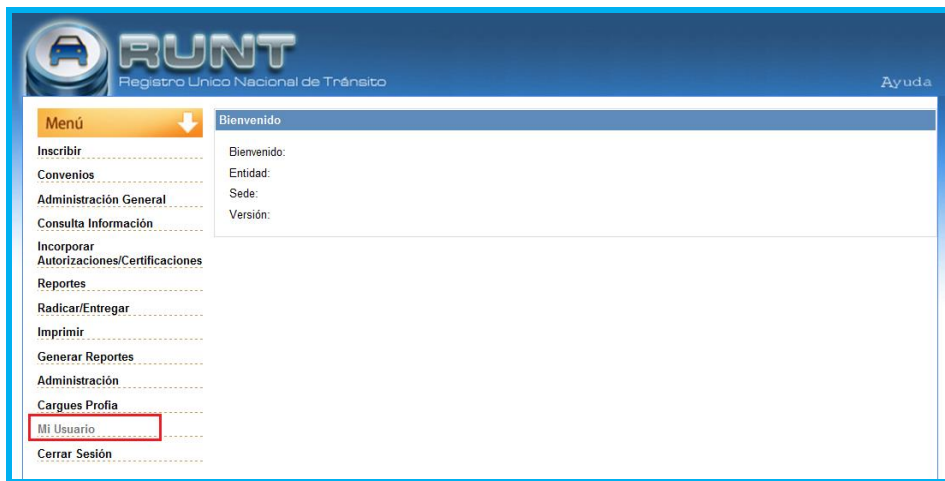 RUNT
Registro Unico Nacional de Tránsito
Ayuda
Menú
Inscribir
Convenios
Administración General
Consulta Información
Incorporar
Autorizaciones/Certificaciones
Reportes
Radicar/Entregar
Imprimir
Generar Reportes
Administración
Cargues Profia
Mi Usuario
Cerrar Sesión
Bienvenido
Bienvenido:
Entidad:
Sede:
Versión: